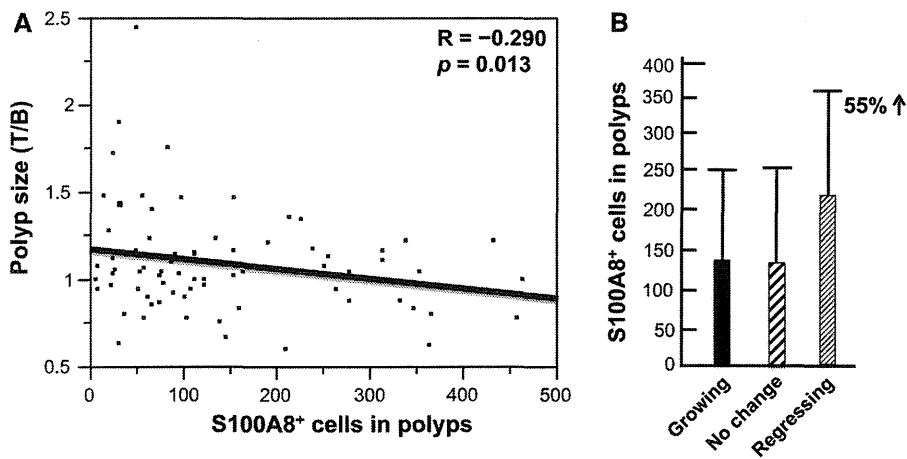 A
R = −0.290
p = 0.013
Polyp size (T/B)
2.5
2
1.5
1
0.5
0
100
200
300
400
500
S100A8⁺ cells in polyps
B
S100A8⁺ cells in polyps
400
350
300
250
200
150
100
50
0
55% ↑
Growing
No change
Regressing